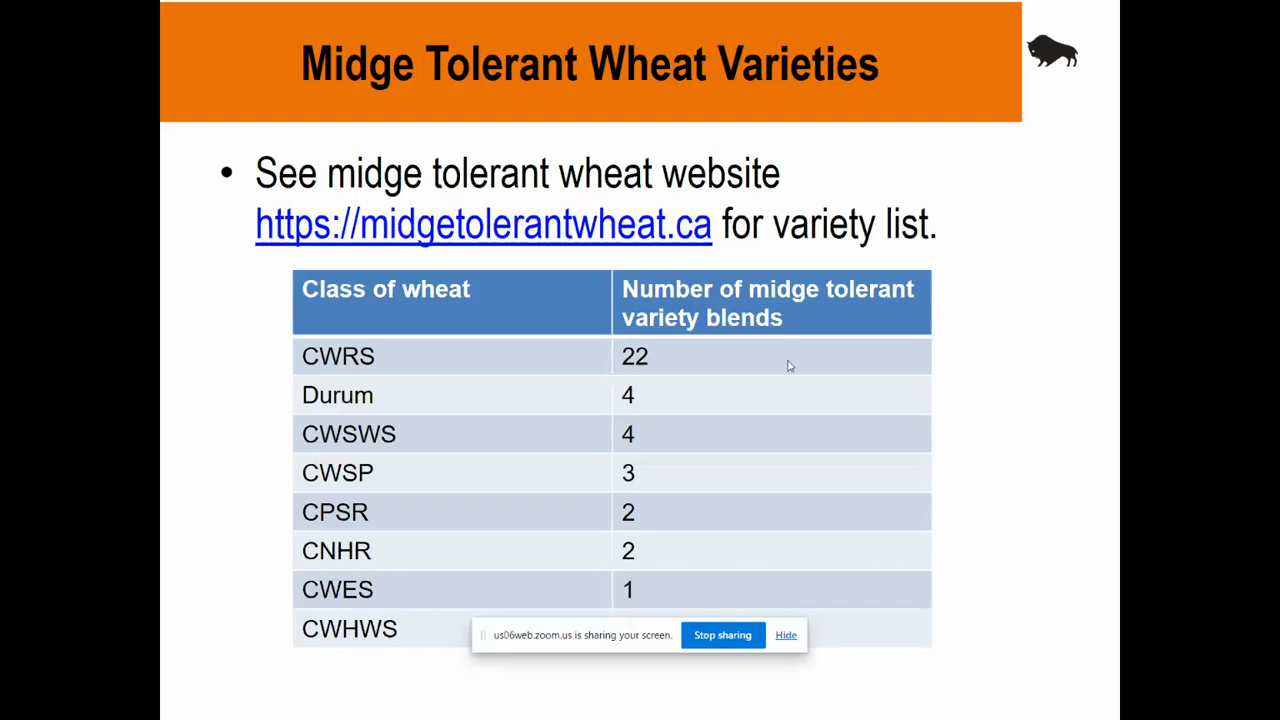 Midge Tolerant Wheat Varieties
• See midge tolerant wheat website
https://midgetolerantwheat.ca for variety list.
Class of wheat Number of midge tolerant
variety blends
CWRS 22
Durum 4
CWSWS 4
CWSP 3
CPSR 2
CNHR 2
CWES 1
CWHWS
us06web.zoom.us is sharing your screen. Stop sharing Hide